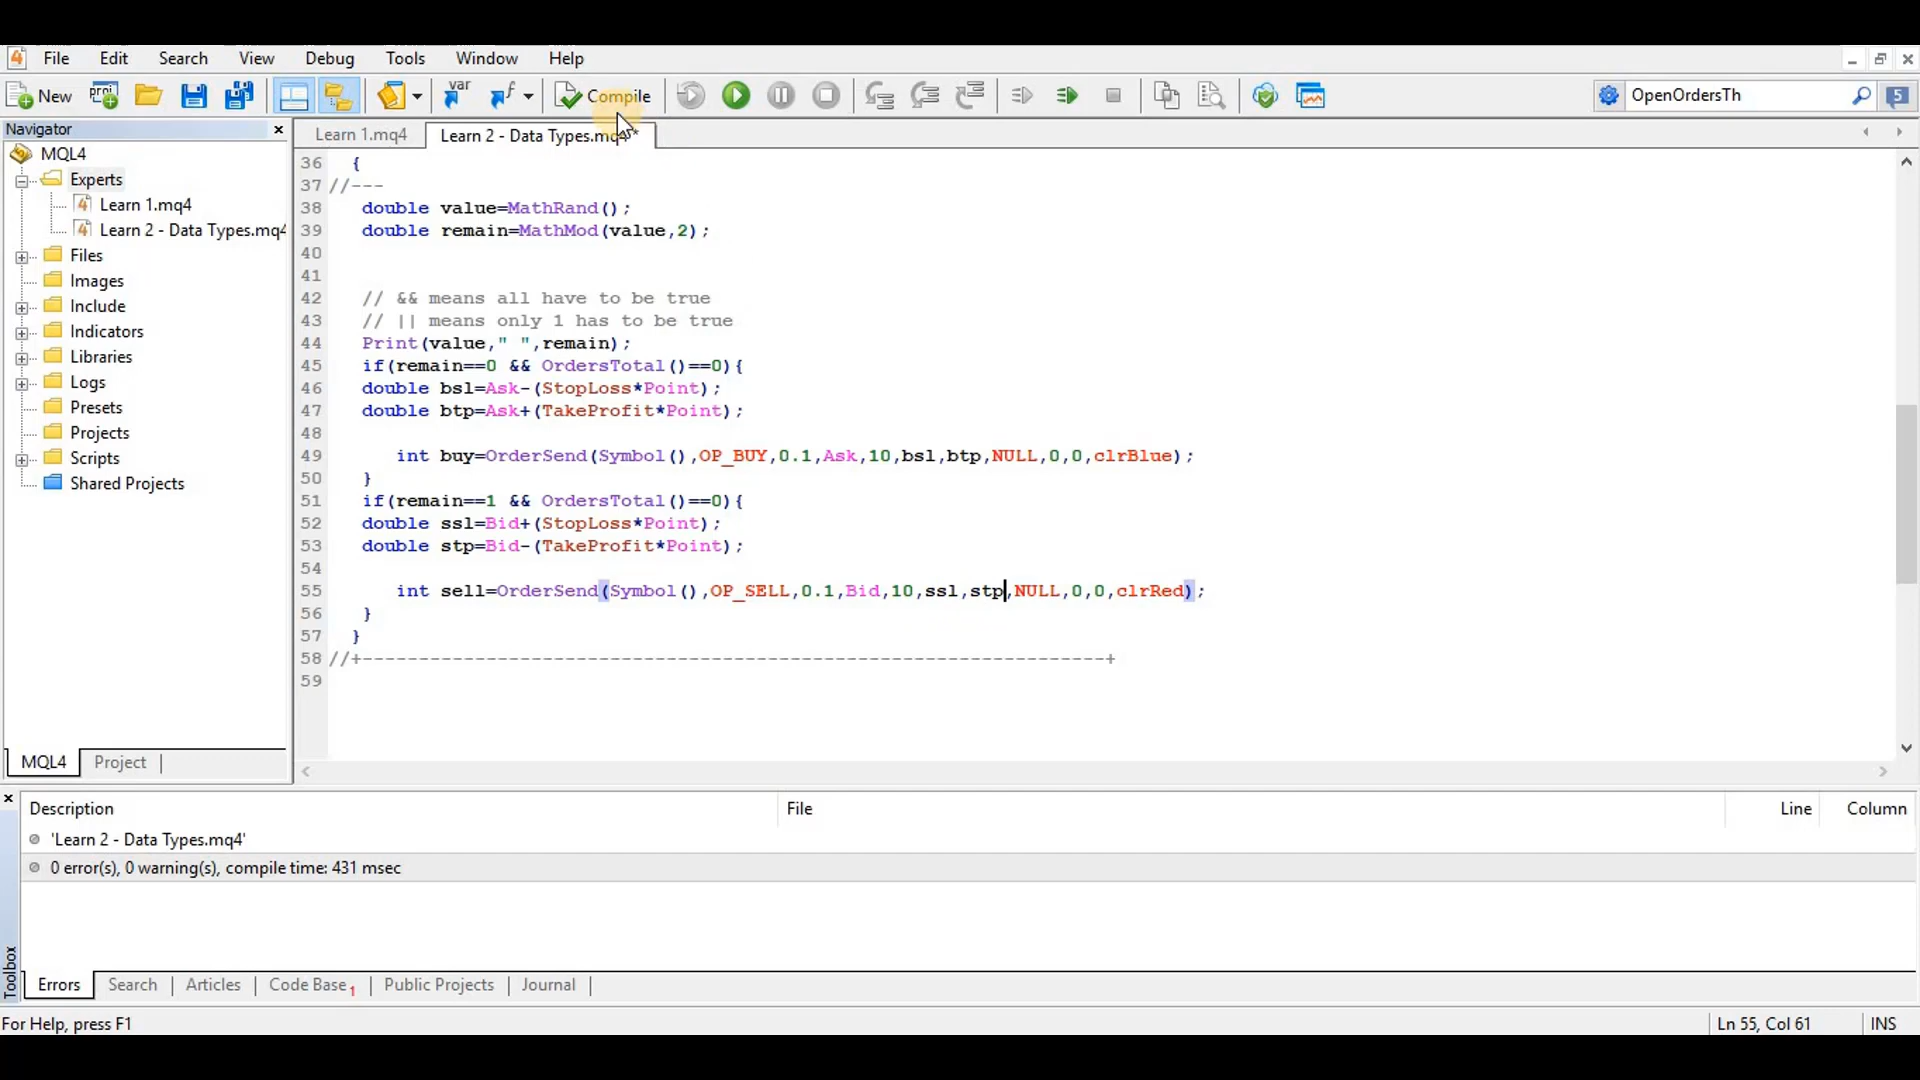 File Edit Search View Debug Tools Window Help
New proj var f Compile OpenOrdersTh 5
Navigator
Learn 1.mq4 Learn 2 - Data Types.mq4*
MQL4
Experts
Learn 1.mq4
Learn 2 - Data Types.mq4
Files
Images
Include
Indicators
Libraries
Logs
Presets
Projects
Scripts
Shared Projects
MQL4 Project
36 {
37 //---
38 double value=MathRand();
39 double remain=MathMod(value,2);
40
41
42 // && means all have to be true
43 // || means only 1 has to be true
44 Print(value," ",remain);
45 if(remain==0 && OrdersTotal()==0){
46 double bsl=Ask-(StopLoss*Point);
47 double btp=Ask+(TakeProfit*Point);
48
49 int buy=OrderSend(Symbol(),OP_BUY,0.1,Ask,10,bsl,btp,NULL,0,0,clrBlue);
50 }
51 if(remain==1 && OrdersTotal()==0){
52 double ssl=Bid+(StopLoss*Point);
53 double stp=Bid-(TakeProfit*Point);
54
55 int sell=OrderSend(Symbol(),OP_SELL,0.1,Bid,10,ssl,stp,NULL,0,0,clrRed);
56 }
57 }
58 //+------------------------------------------------------------------+
59
Description File Line Column
'Learn 2 - Data Types.mq4'
0 error(s), 0 warning(s), compile time: 431 msec
Toolbox
Errors Search Articles Code Base 1 Public Projects Journal
For Help, press F1 Ln 55, Col 61 INS